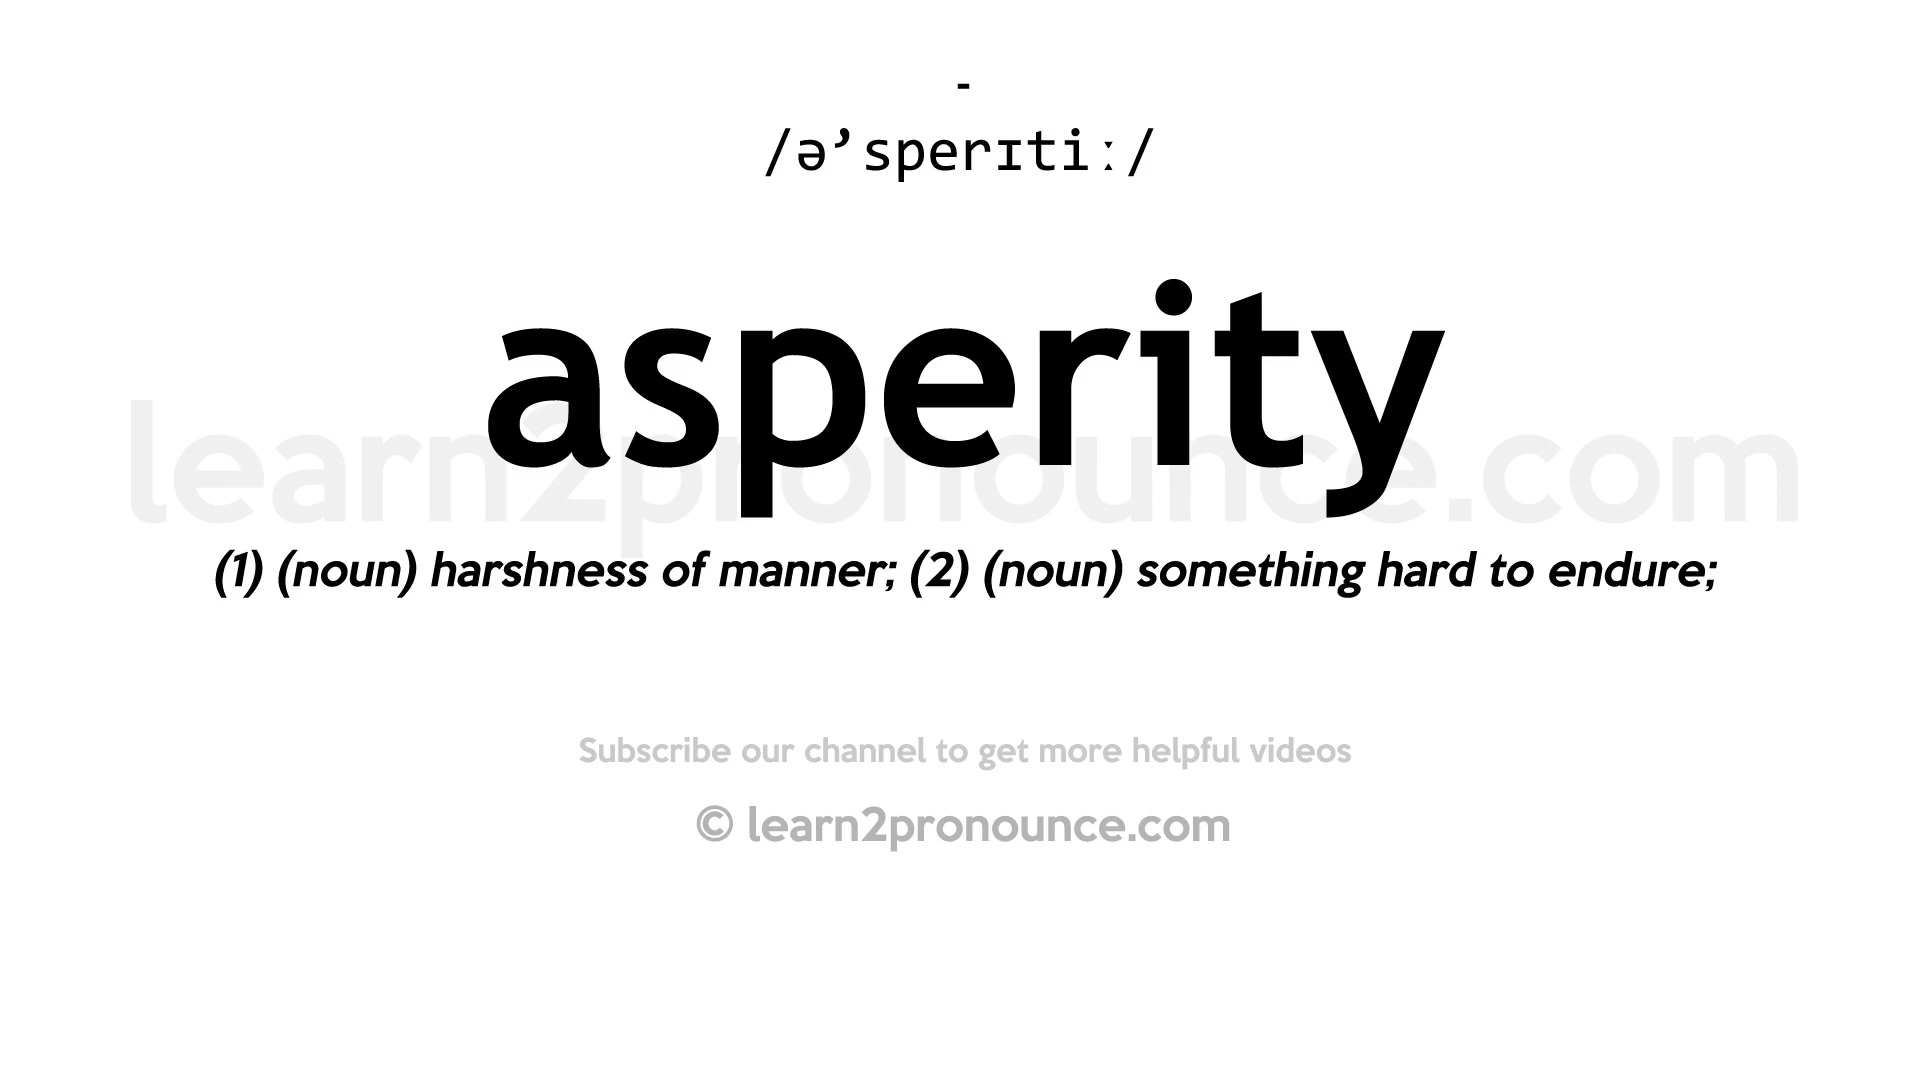 -
/əʼsperɪtiː/
asperity
learn2pronounce.com
(1) (noun) harshness of manner; (2) (noun) something hard to endure;
Subscribe our channel to get more helpful videos
© learn2pronounce.com